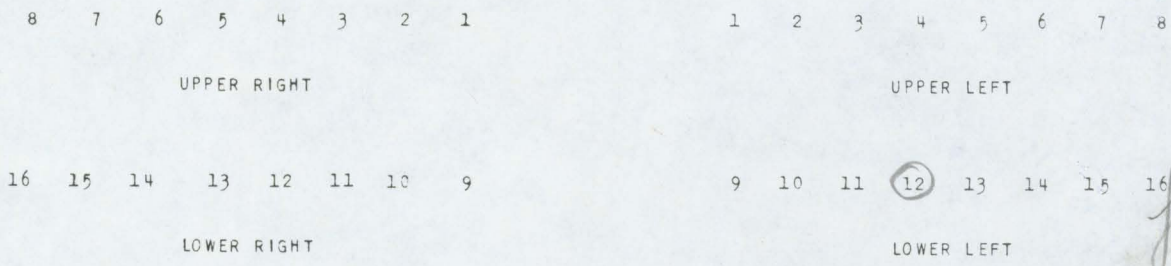 8 7 6 5 4 3 2 1 1 2 3 4 5 6 7 8
UPPER RIGHT UPPER LEFT
16 15 14 13 12 11 10 9 9 10 11 12 13 14 15 16
LOWER RIGHT LOWER LEFT